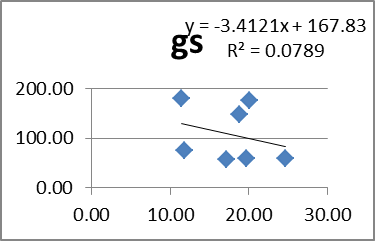 y = -3.4121x + 167.83
R² = 0.0789
gs
200.00
100.00
0.00
0.00 10.00 20.00 30.00